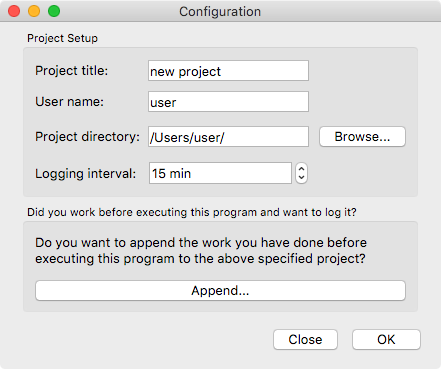 Configuration
Project Setup
Project title: new project
User name: user
Project directory: /Users/user/ Browse...
Logging interval: 15 min
Did you work before executing this program and want to log it?
Do you want to append the work you have done before
executing this program to the above specified project?
Append...
Close OK